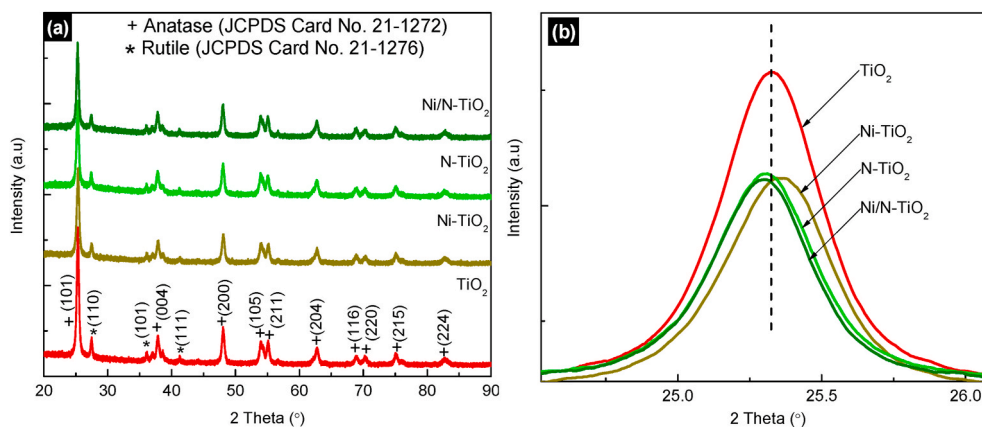 (a)
+ Anatase (JCPDS Card No. 21-1272)
* Rutile (JCPDS Card No. 21-1276)
Ni/N-TiO2
N-TiO2
Ni-TiO2
TiO2
+ (101)
*(110)
* (101)
+(004)
*(111)
+(200)
+(105)
+(211)
+(204)
+(116)
+(220)
+(215)
+(224)
Intensity (a.u)
20 30 40 50 60 70 80 90
2 Theta (°)
(b)
TiO2
Ni-TiO2
N-TiO2
Ni/N-TiO2
Intensity (a.u)
25.0 25.5 26.0
2 Theta (°)